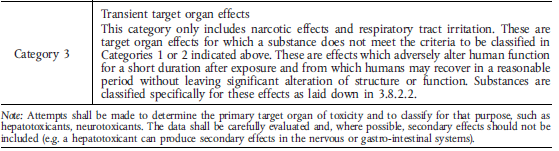 Transient target organ effects
This category only includes narcotic effects and respiratory tract irritation. These are
target organ effects for which a substance does not meet the criteria to be classified in
Categories 1 or 2 indicated above. These are effects which adversely alter human function
Category 3
for a short duration after exposure and from which humans may recover in a reasonable
period without leaving significant alteration of structure or function. Substances are
classified specifically for these effects as laid down in 3.8.2.2.
Note: Attempts shall be made to determine the primary target organ of toxicity and to classify for that purpose, such as
hepatotoxicants, neurotoxicants. The data shall be carefully evaluated and, where possible, secondary effects should not be
included (e.g. a hepatotoxicant can produce secondary effects in the nervous or gastro-intestinal systems).